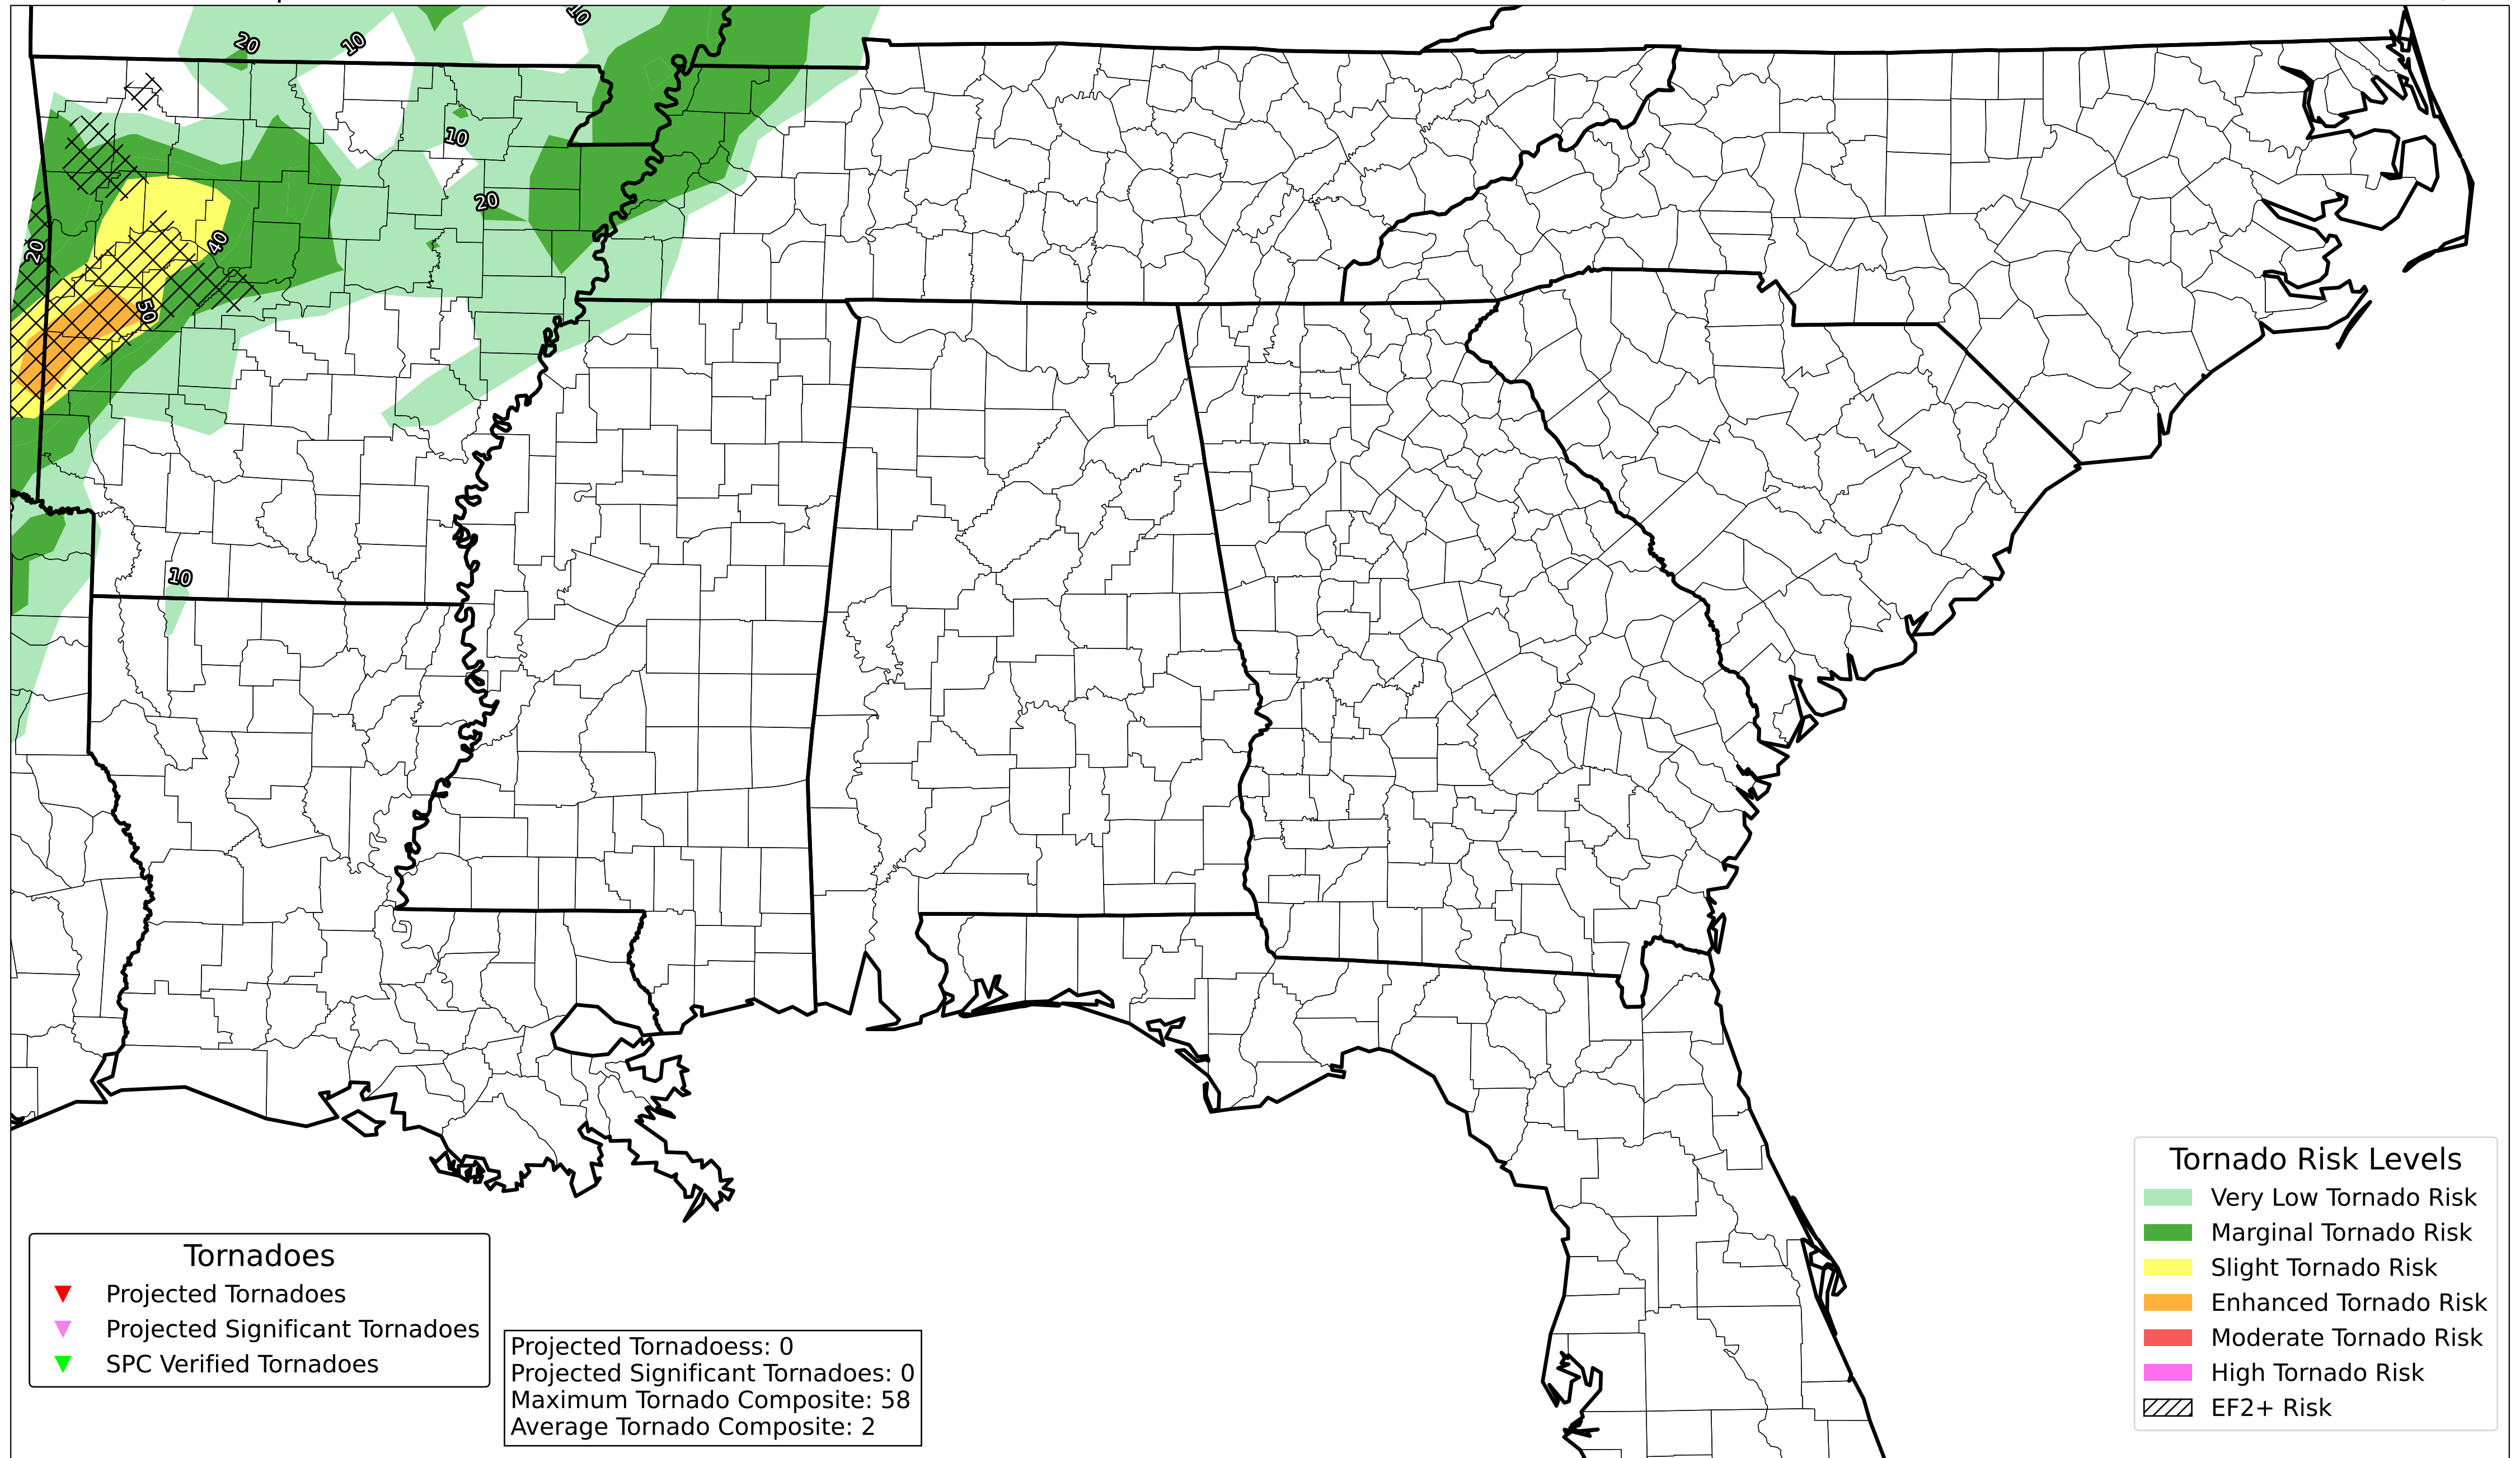 10
20
10
10
20
20
40
50
10
Tornado Risk Levels
Very Low Tornado Risk
Marginal Tornado Risk
Slight Tornado Risk
Enhanced Tornado Risk
Moderate Tornado Risk
High Tornado Risk
EF2+ Risk
Tornadoes
Projected Tornadoes
Projected Significant Tornadoes
SPC Verified Tornadoes
Projected Tornadoess: 0
Projected Significant Tornadoes: 0
Maximum Tornado Composite: 58
Average Tornado Composite: 2